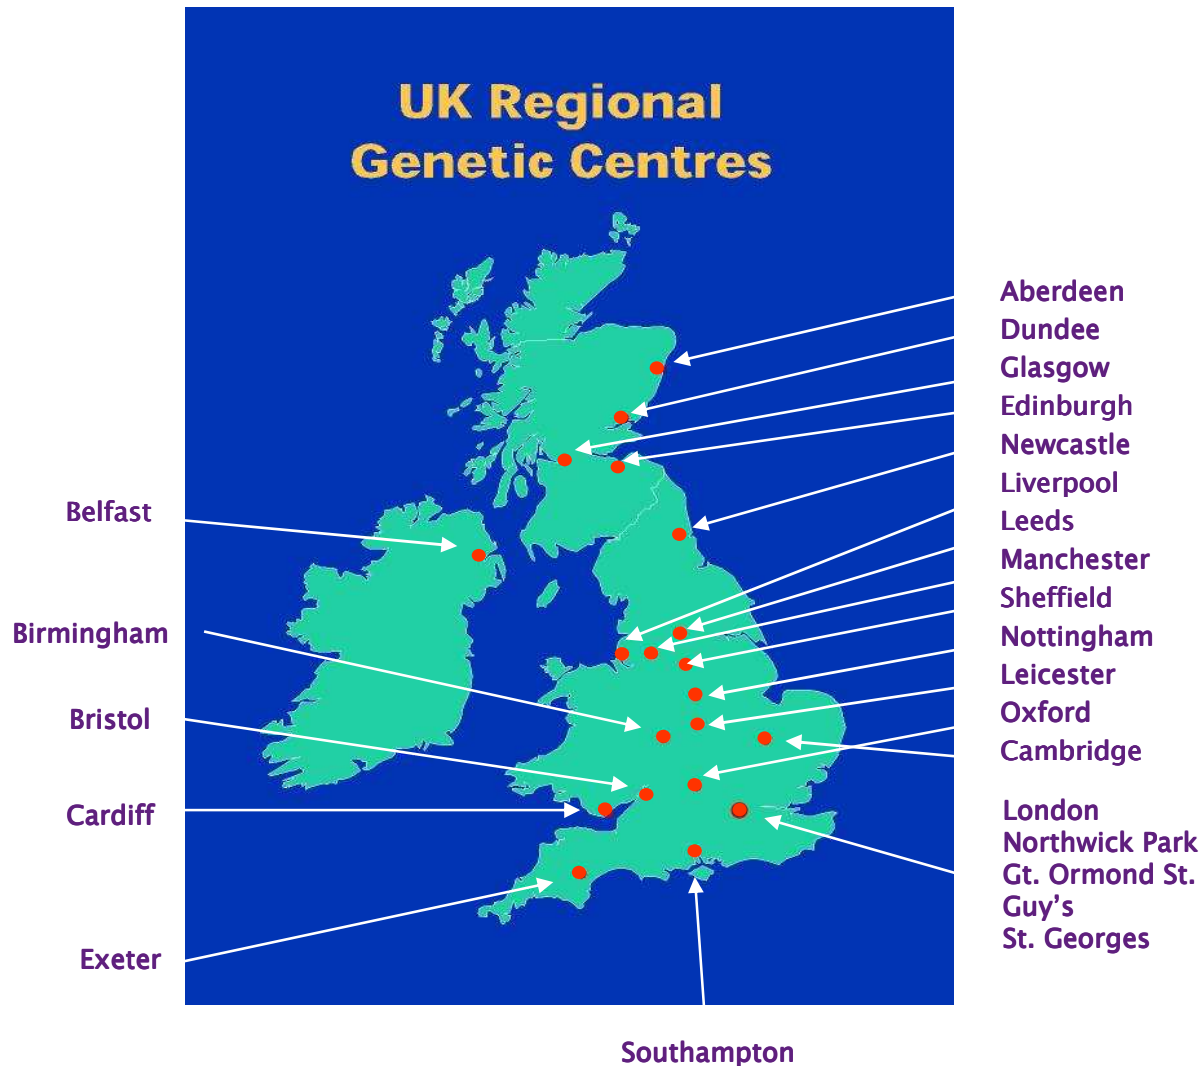 UK Regional
Genetic Centres
Aberdeen
Dundee
Glasgow
Edinburgh
Newcastle
Liverpool
Leeds
Manchester
Sheffield
Nottingham
Leicester
Oxford
Cambridge
London
Northwick Park
Gt. Ormond St.
Guy’s
St. Georges
Belfast
Birmingham
Bristol
Cardiff
Exeter
Southampton